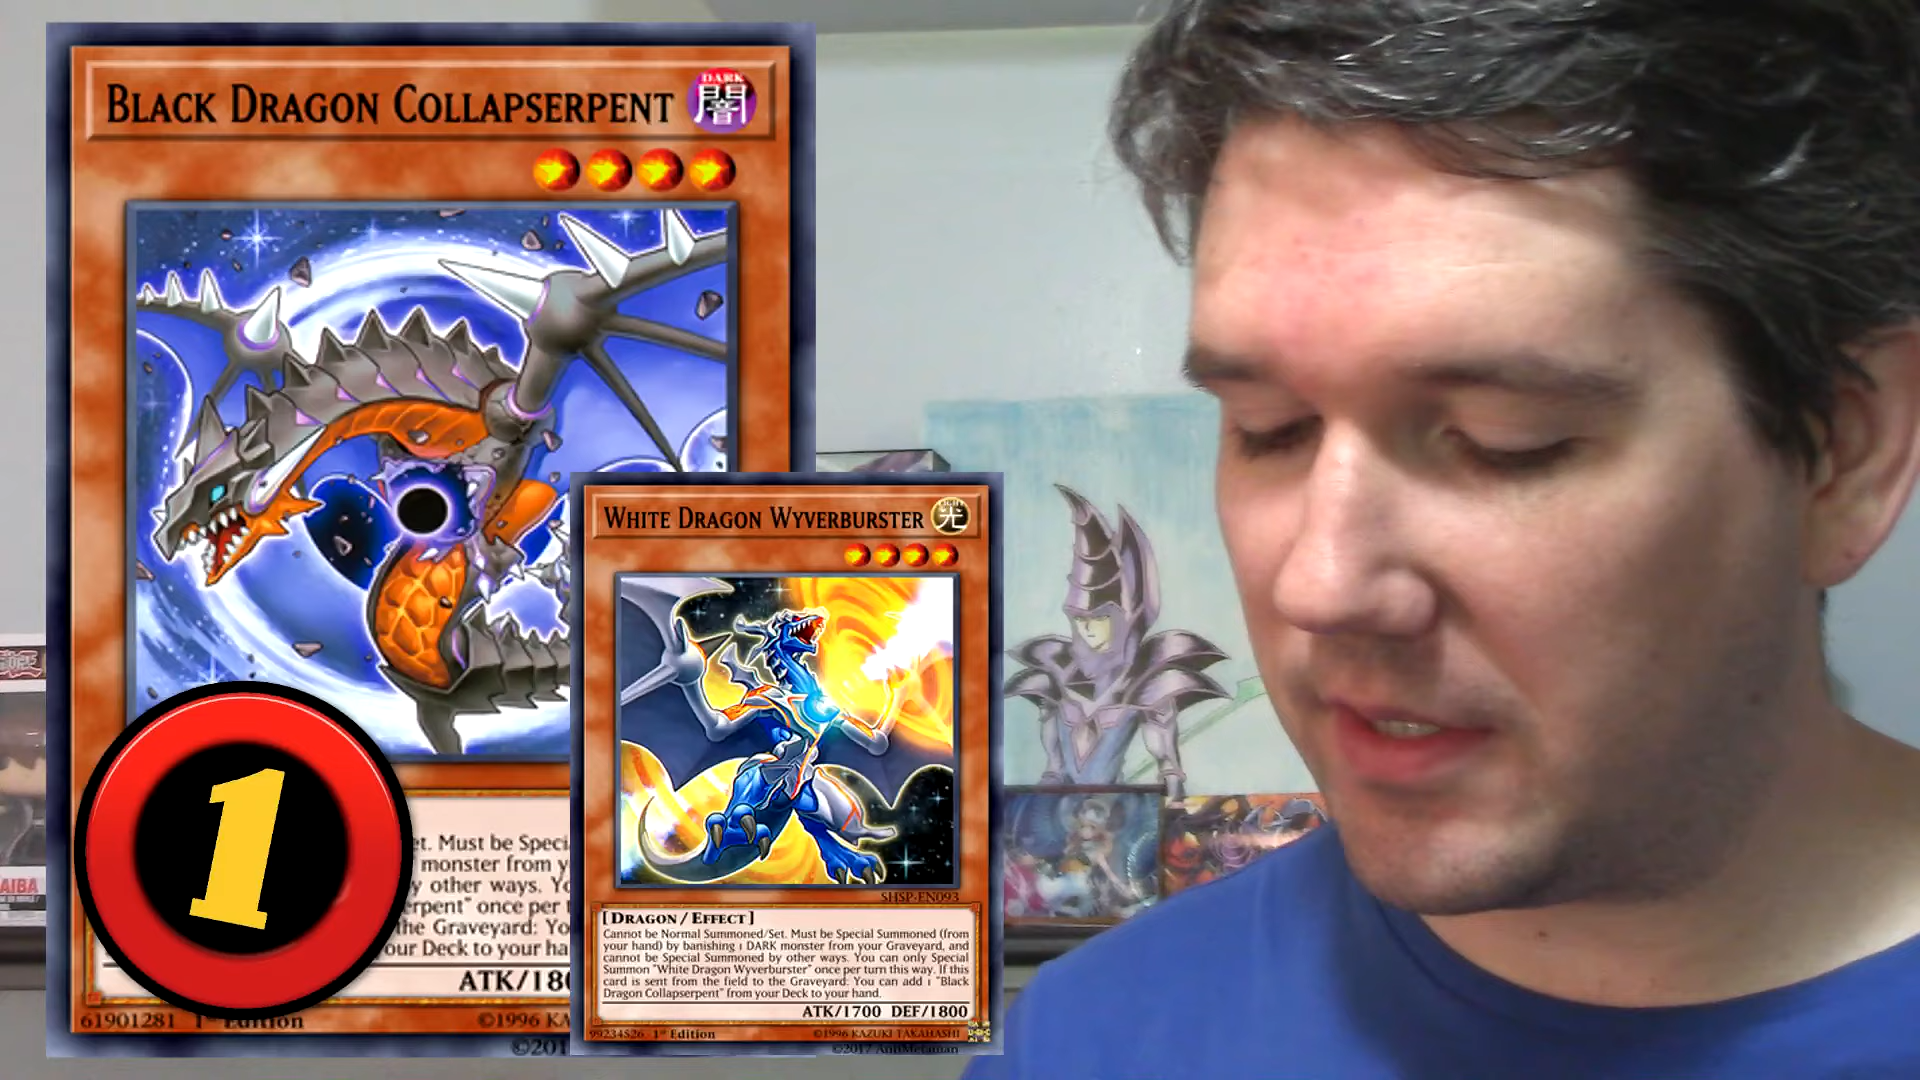 BLACK DRAGON COLLAPSERPENT
DARK
闇
1
et. Must be Speci
monster from y
y other ways. Yo
erpent" once per t
the Graveyard: Yo
our Deck to your ha
ATK/180
61901281
1st Edition
©1996 KA
©201
WHITE DRAGON WYVERBURSTER
光
SHSP-EN093
[DRAGON/EFFECT]
Cannot be Normal Summoned/Set. Must be Special Summoned (from
your hand) by banishing 1 DARK monster from your Graveyard, and
cannot be Special Summoned by other ways. You can only Special
Summon "White Dragon Wyverburster" once per turn this way. If this
card is sent from the field to the Graveyard: You can add 1 "Black
Dragon Collapserpent" from your Deck to your hand.
ATK/1700 DEF/1800
99234526
1st Edition
©1996 KAZUKI TAKAHASHI
AIBA